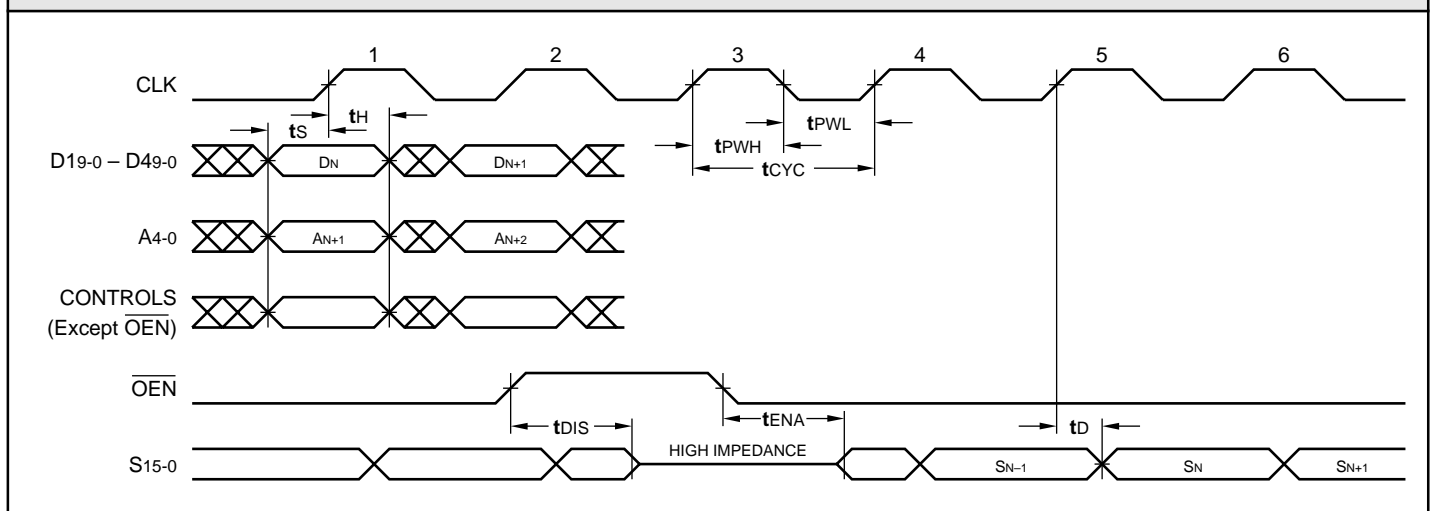 1 2 3 4 5 6
CLK
tS tH
tPWH tPWL
tCYC
D19-0 – D49-0 DN DN+1
A4-0 AN+1 AN+2
CONTROLS
(Except O̅E̅N̅)
O̅E̅N̅
tDIS tENA tD
S15-0 HIGH IMPEDANCE SN–1 SN SN+1